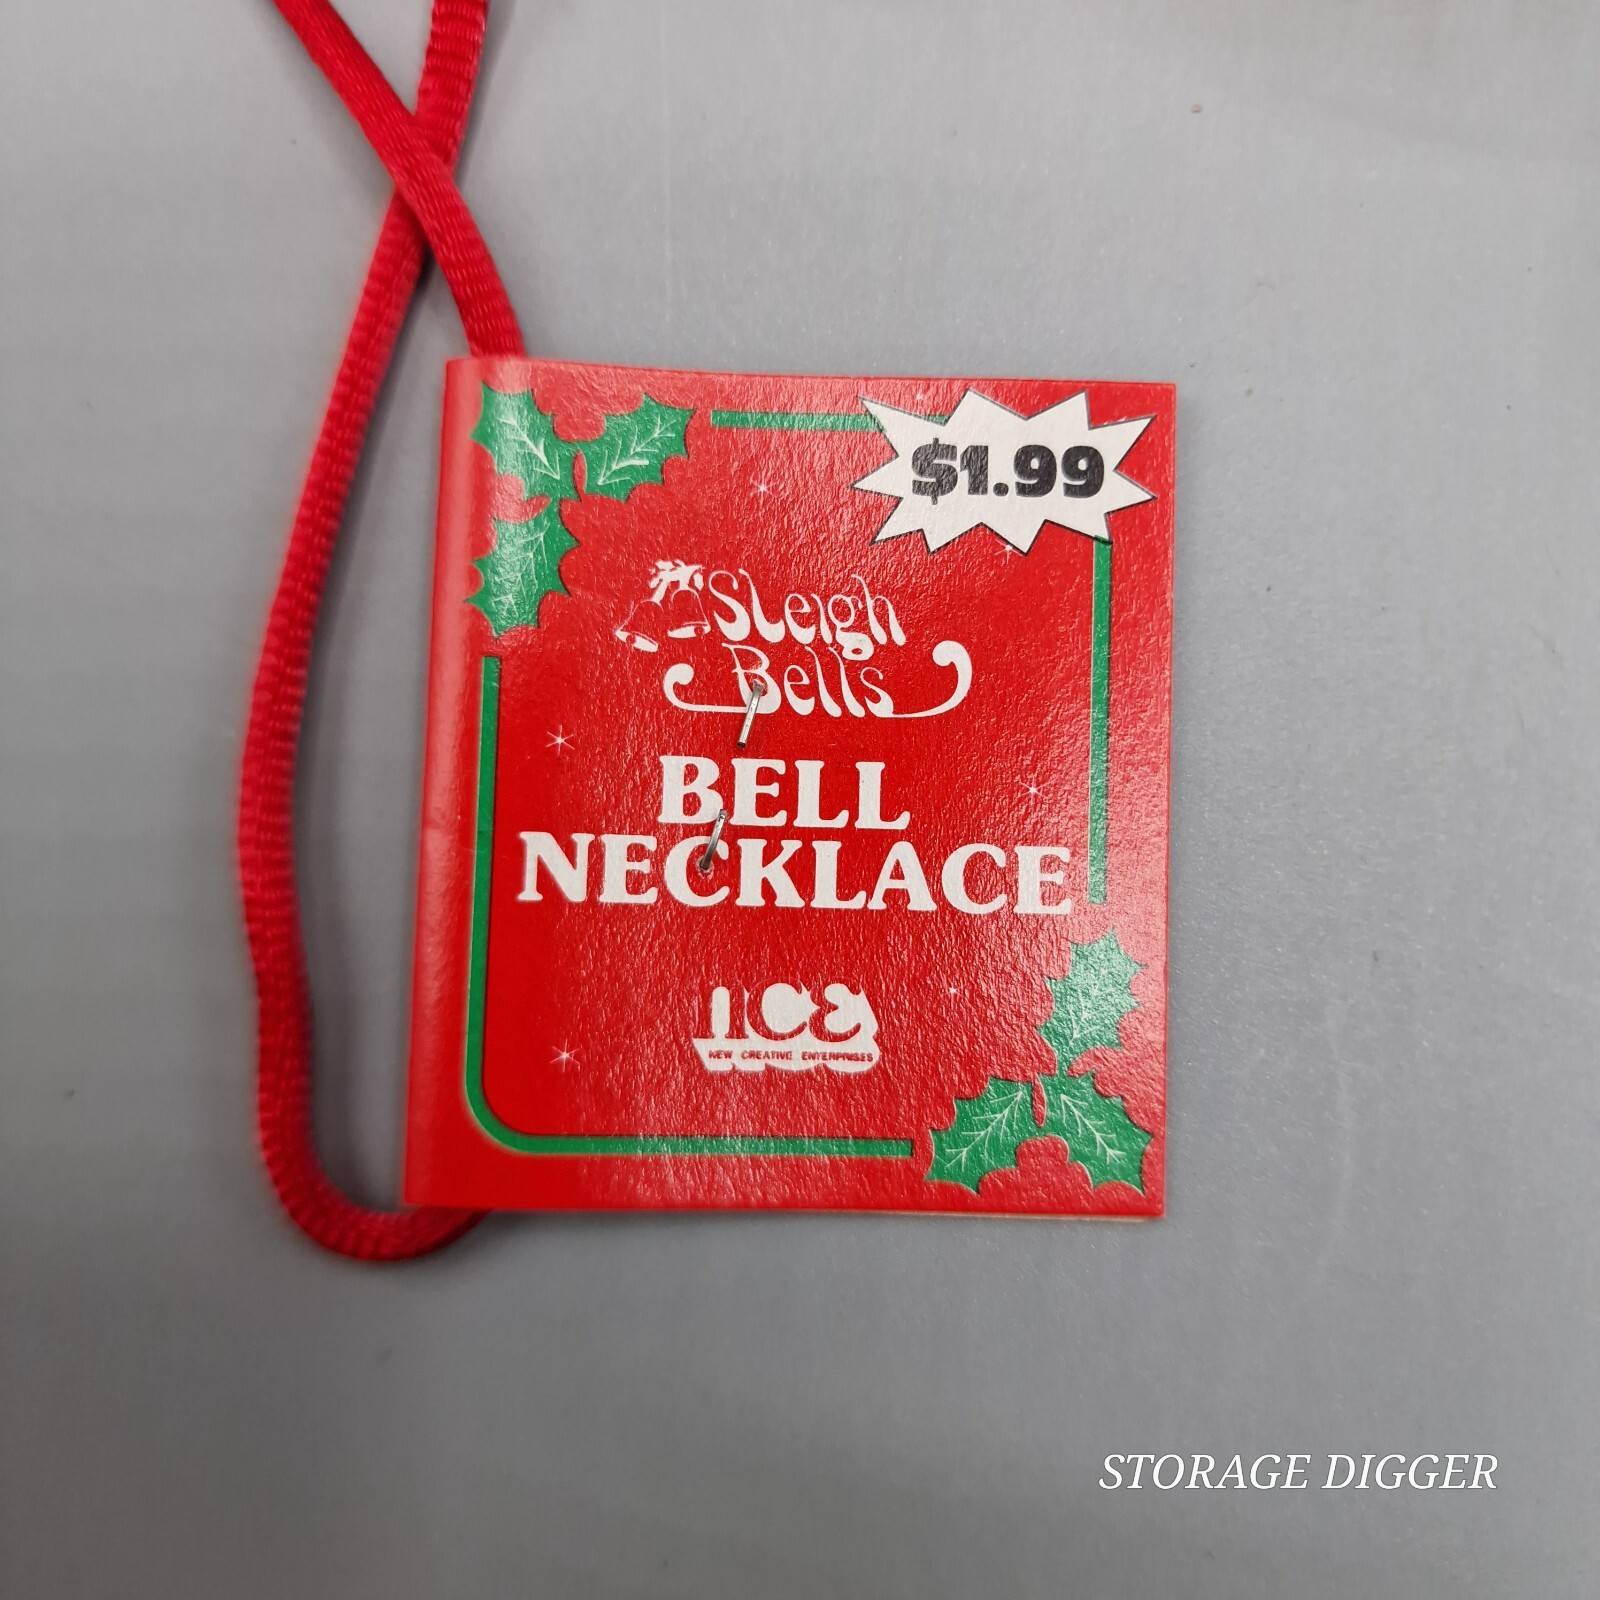 $1.99
Sleigh
Bells
BELL
NECKLACE
nce
NEW CREATIVE ENTERPRISES
STORAGE DIGGER